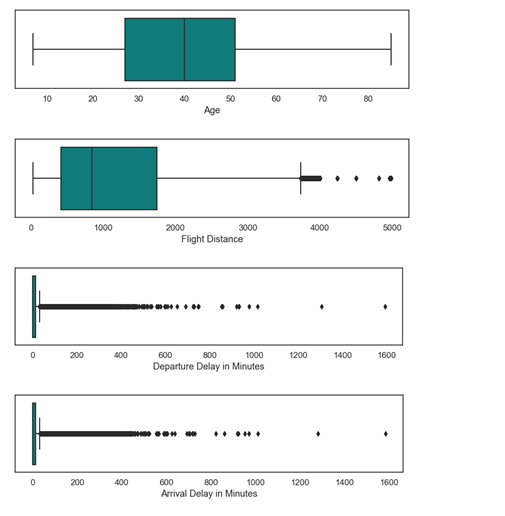 10 20 30 40 50 60 70 80
Age
0 1000 2000 3000 4000 5000
Flight Distance
0 200 400 600 800 1000 1200 1400 1600
Departure Delay in Minutes
0 200 400 600 800 1000 1200 1400 1600
Arrival Delay in Minutes